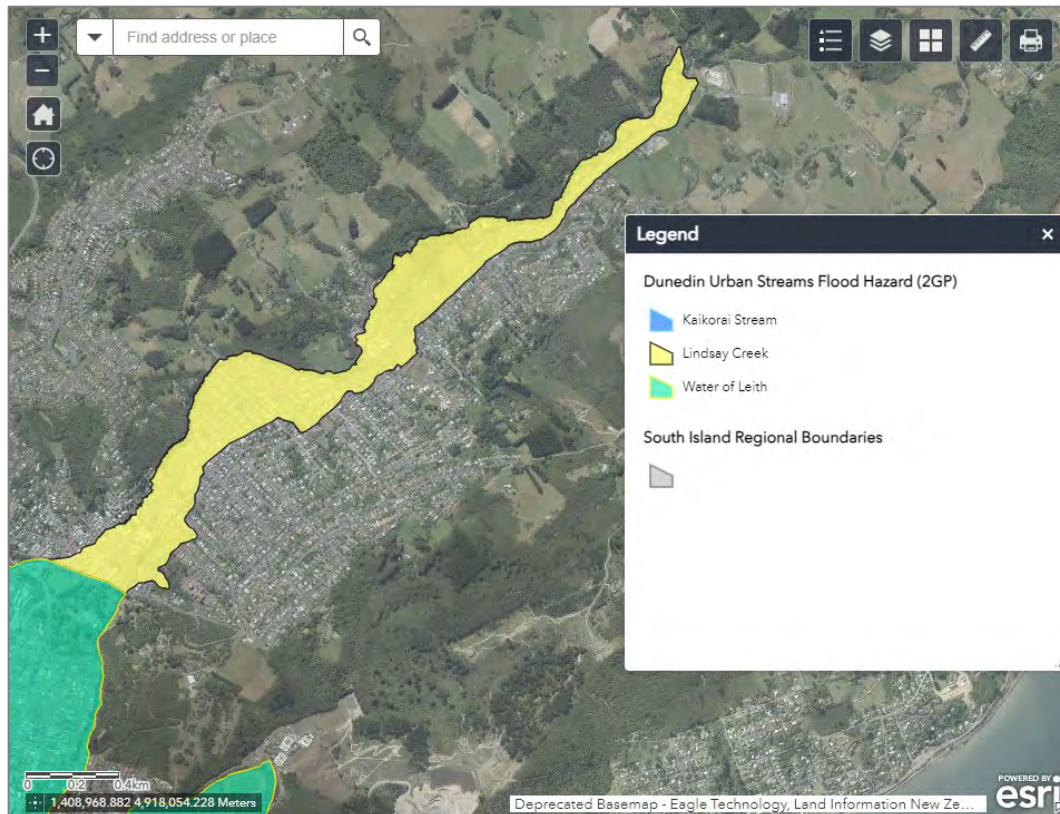 +
Find address or place
−
Legend ×
Dunedin Urban Streams Flood Hazard (2GP)
Kaikorai Stream
Lindsay Creek
Water of Leith
South Island Regional Boundaries
0 0.2 0.4km
1,408,968.882 4,918,054.228 Meters
Deprecated Basemap - Eagle Technology, Land Information New Ze...
POWERED BY
esri